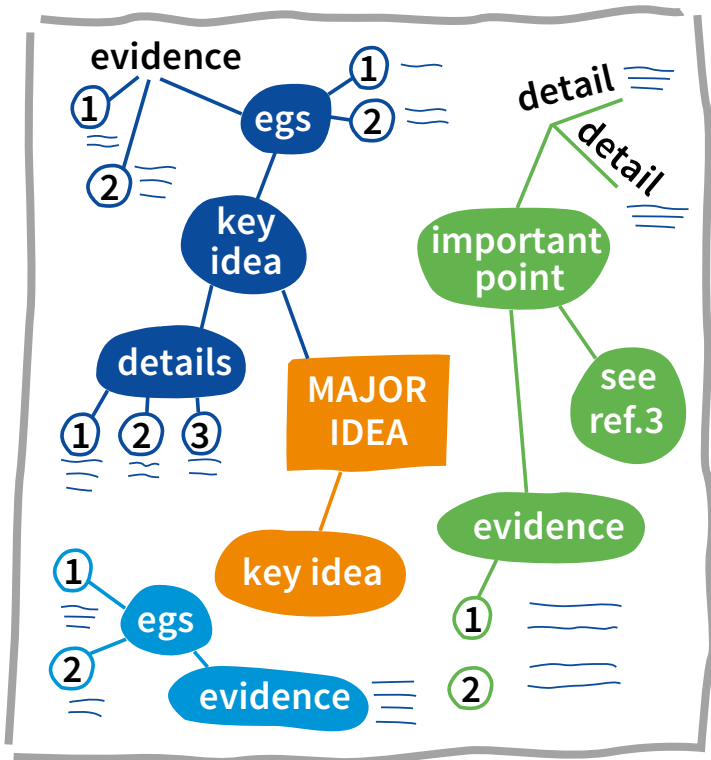 evidence
1
2
egs
1
2
key
idea
details
1
2
3
MAJOR
IDEA
key idea
1
2
egs
evidence
detail
detail
important
point
see
ref.3
evidence
1
2